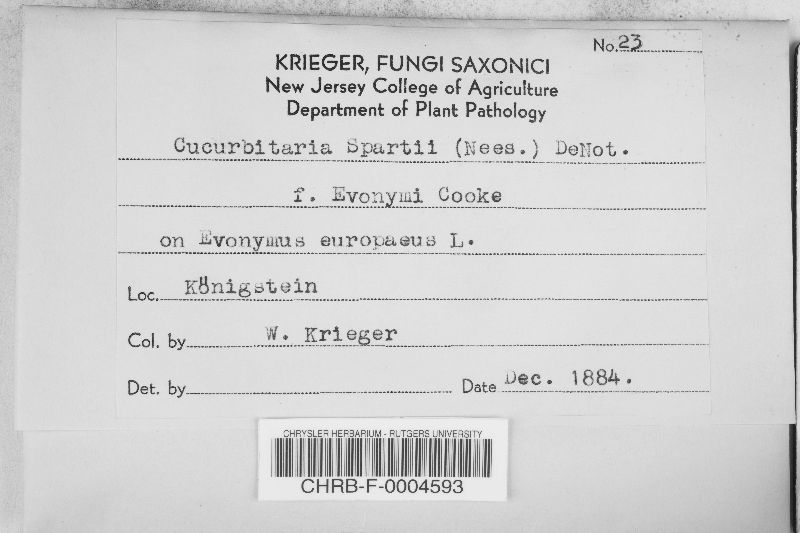 No. 23
KRIEGER, FUNGI SAXONICI
New Jersey College of Agriculture
Department of Plant Pathology
Cucurbitaria Spartii (Nees.) DeNot.
f. Evonymi Cooke
on Evonymus europaeus L.
Loc. Königstein
Col. by W. Krieger
Det. by Date Dec. 1884.
CHRYSLER HERBARIUM - RUTGERS UNIVERSITY
CHRB-F-0004593